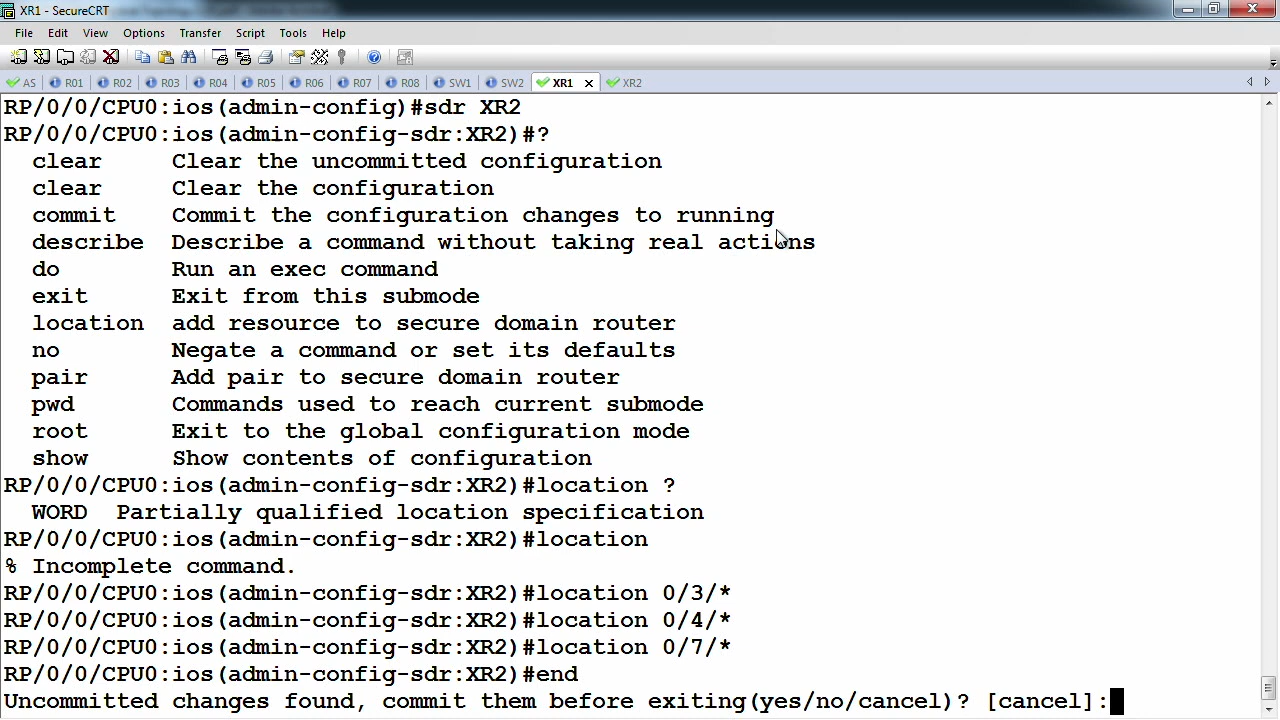 XR1 - SecureCRT
File Edit View Options Transfer Script Tools Help
AS R01 R02 R03 R04 R05 R06 R07 R08 SW1 SW2 XR1 XR2
RP/0/0/CPU0:ios(admin-config)#sdr XR2
RP/0/0/CPU0:ios(admin-config-sdr:XR2)#?
clear Clear the uncommitted configuration
clear Clear the configuration
commit Commit the configuration changes to running
describe Describe a command without taking real actions
do Run an exec command
exit Exit from this submode
location add resource to secure domain router
no Negate a command or set its defaults
pair Add pair to secure domain router
pwd Commands used to reach current submode
root Exit to the global configuration mode
show Show contents of configuration
RP/0/0/CPU0:ios(admin-config-sdr:XR2)#location ?
WORD Partially qualified location specification
RP/0/0/CPU0:ios(admin-config-sdr:XR2)#location
% Incomplete command.
RP/0/0/CPU0:ios(admin-config-sdr:XR2)#location 0/3/*
RP/0/0/CPU0:ios(admin-config-sdr:XR2)#location 0/4/*
RP/0/0/CPU0:ios(admin-config-sdr:XR2)#location 0/7/*
RP/0/0/CPU0:ios(admin-config-sdr:XR2)#end
Uncommitted changes found, commit them before exiting(yes/no/cancel)? [cancel]: